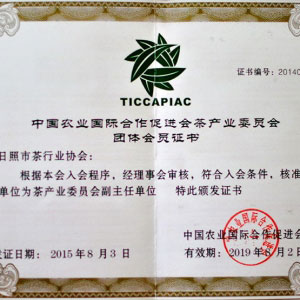 证书编号：2014
TICCAPIAC
中国农业国际合作促进会茶产业委员会
团体会员证书
日照市茶行业协会：
根据本会入会程序，经理事会审核，符合入会条件，核准
单位为茶产业委员会副主任单位 特此颁发证书
中国农业国际合作促进会
证日期：2015年8月3日
有效期：2019年8月2日